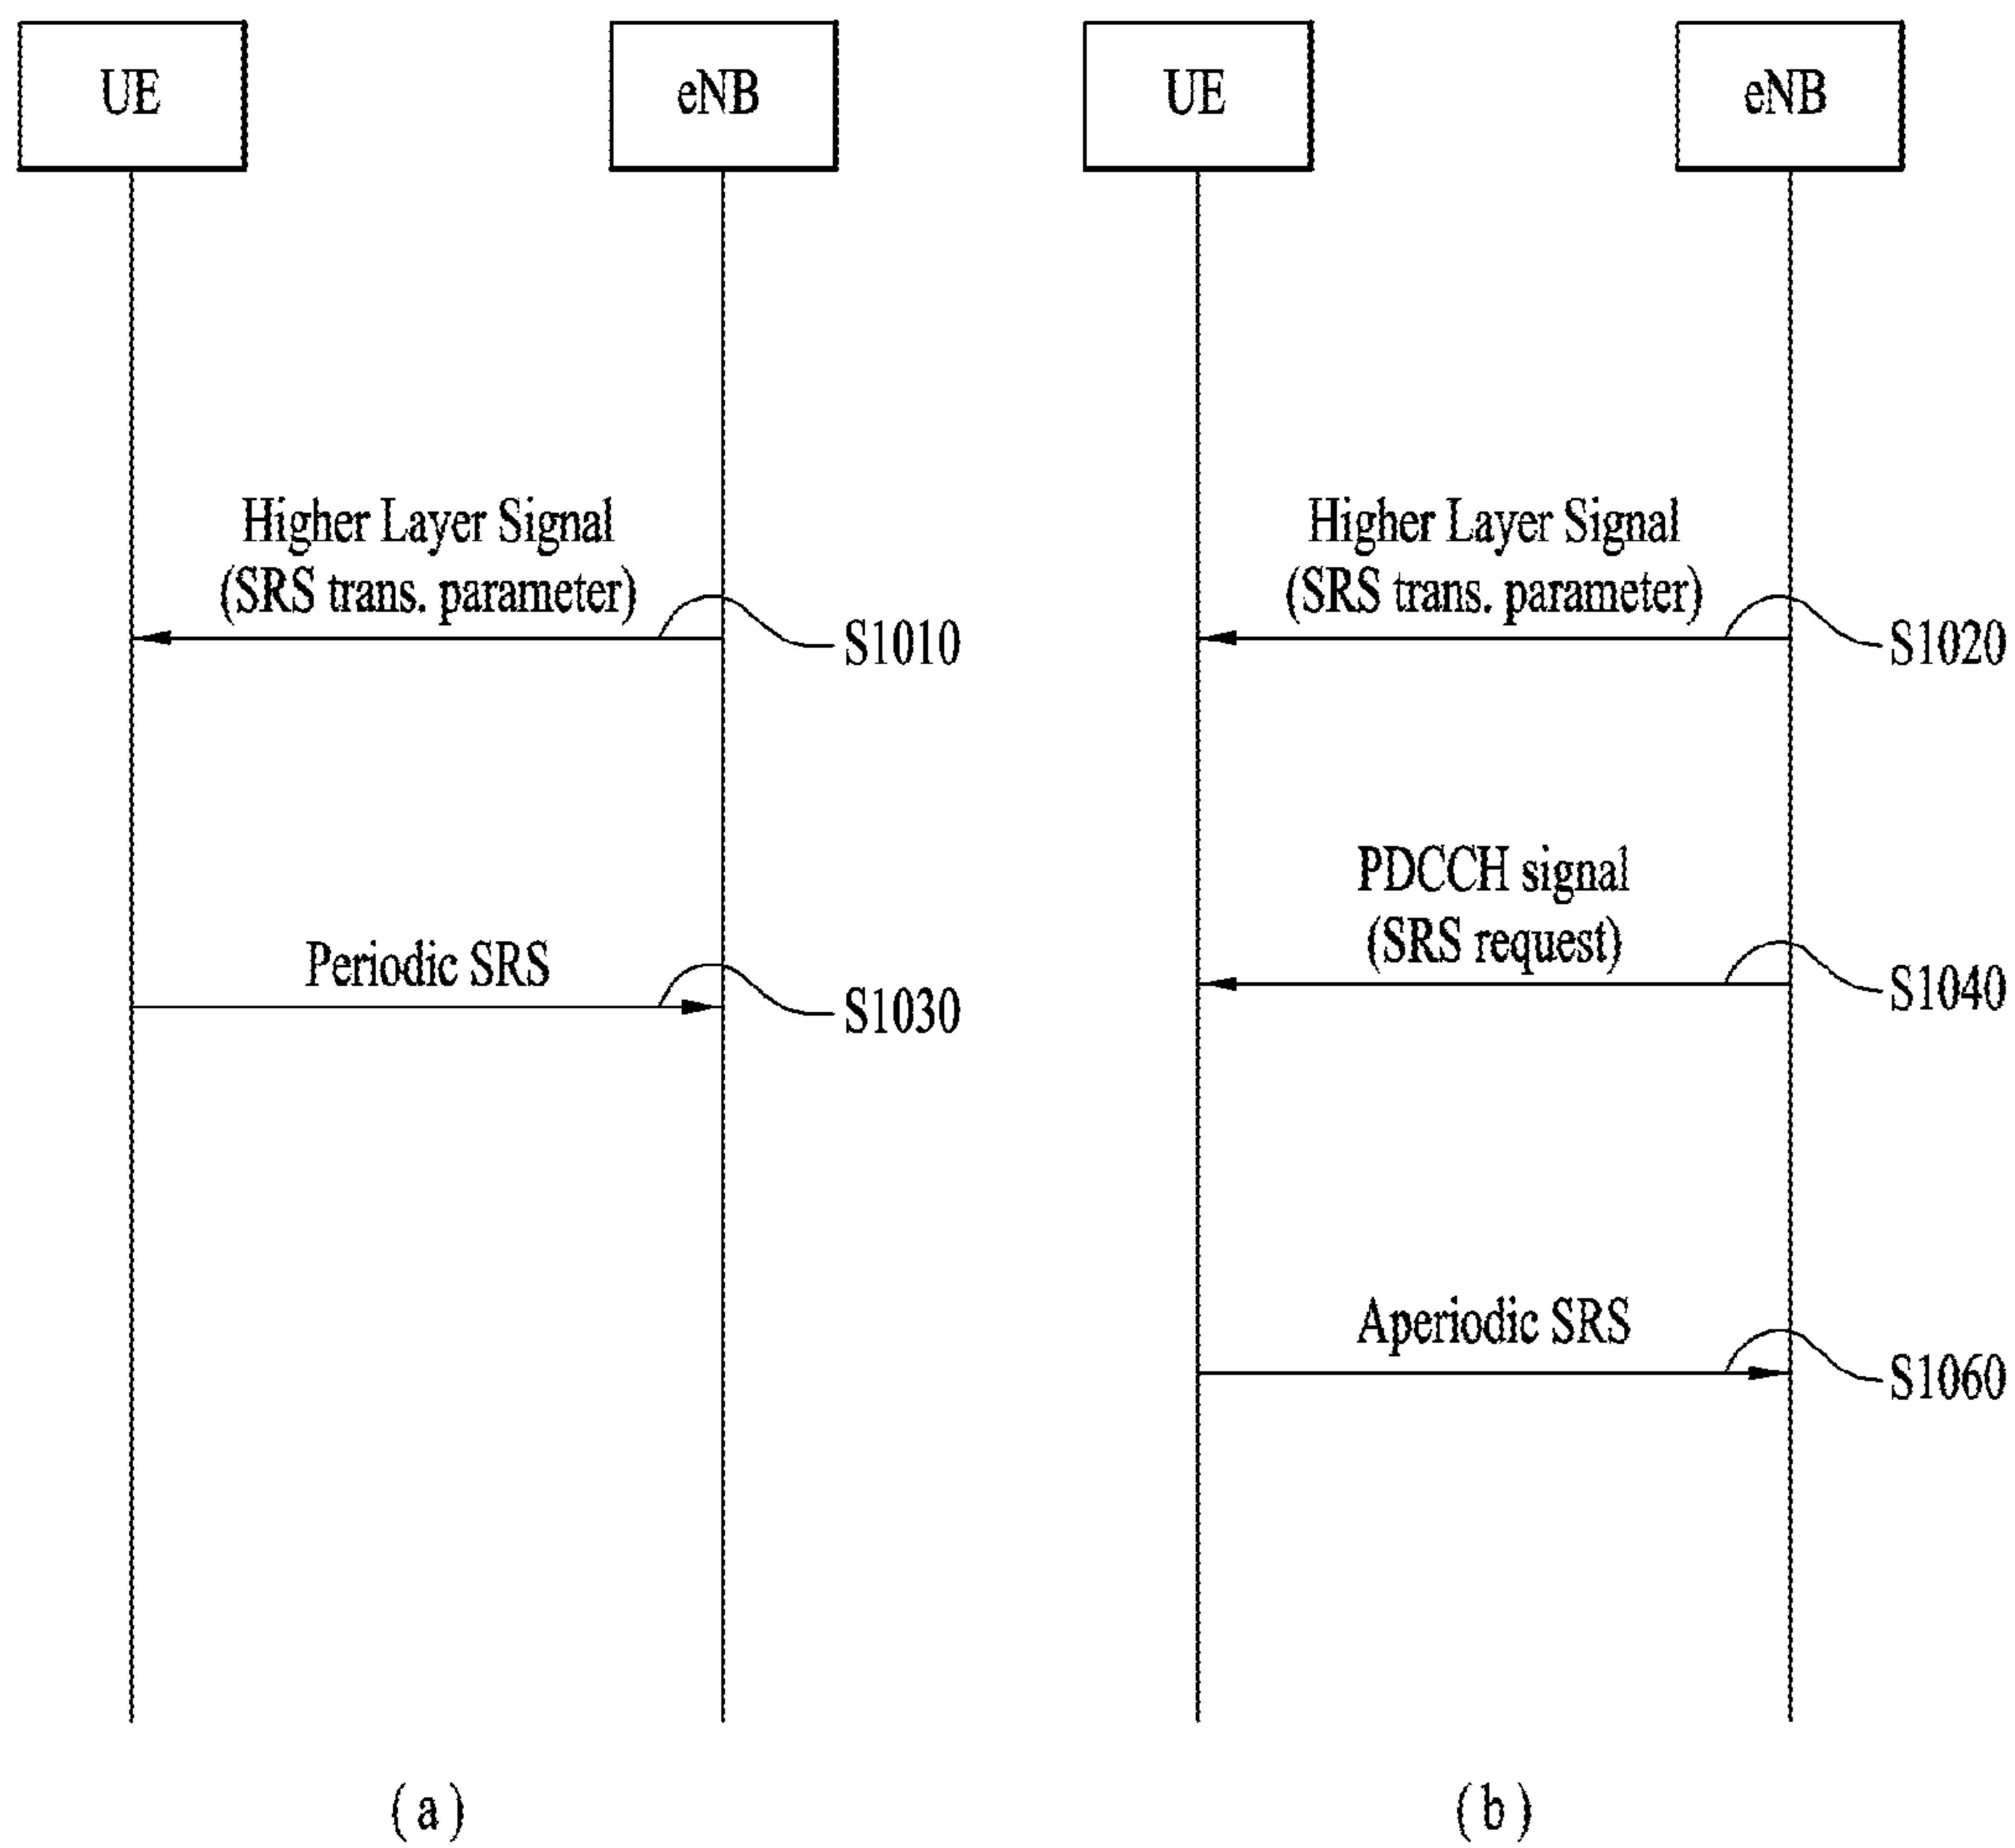 UE
eNB
Higher Layer Signal
(SRS trans. parameter)
S1010
Periodic SRS
S1030
(a)
UE
eNB
Higher Layer Signal
(SRS trans. parameter)
S1020
PDCCH signal
(SRS request)
S1040
Aperiodic SRS
S1060
(b)